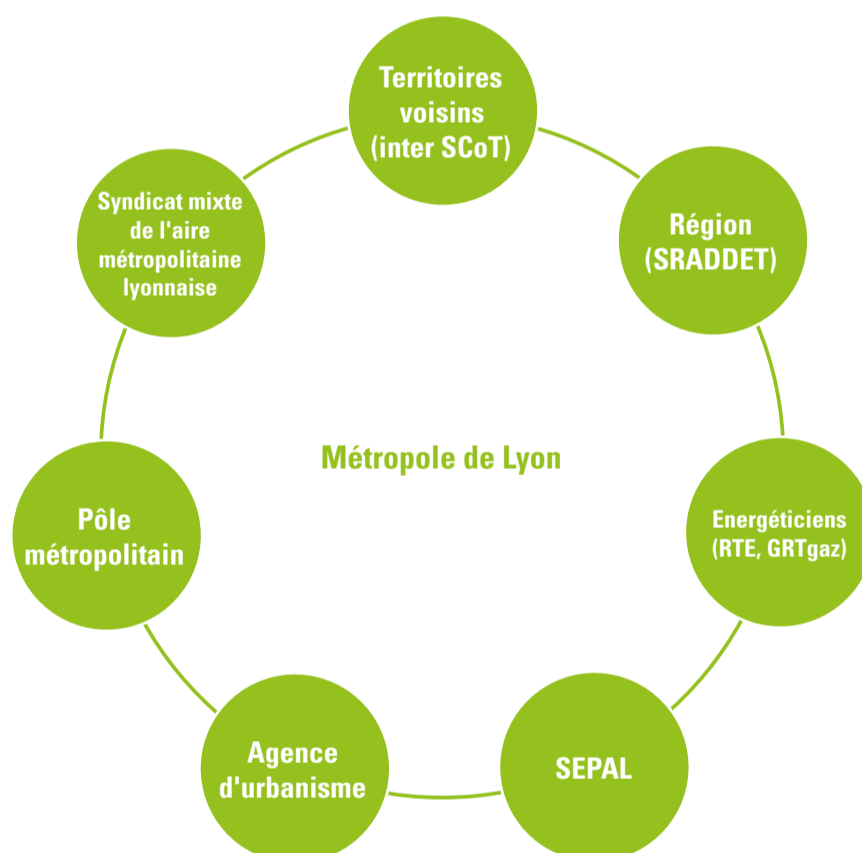 Territoires
voisins
(inter SCoT)
Région
(SRADDET)
Energéticiens
(RTE, GRTgaz)
SEPAL
Agence
d'urbanisme
Pôle
métropolitain
Syndicat mixte
de l'aire
métropolitaine
lyonnaise
Métropole de Lyon